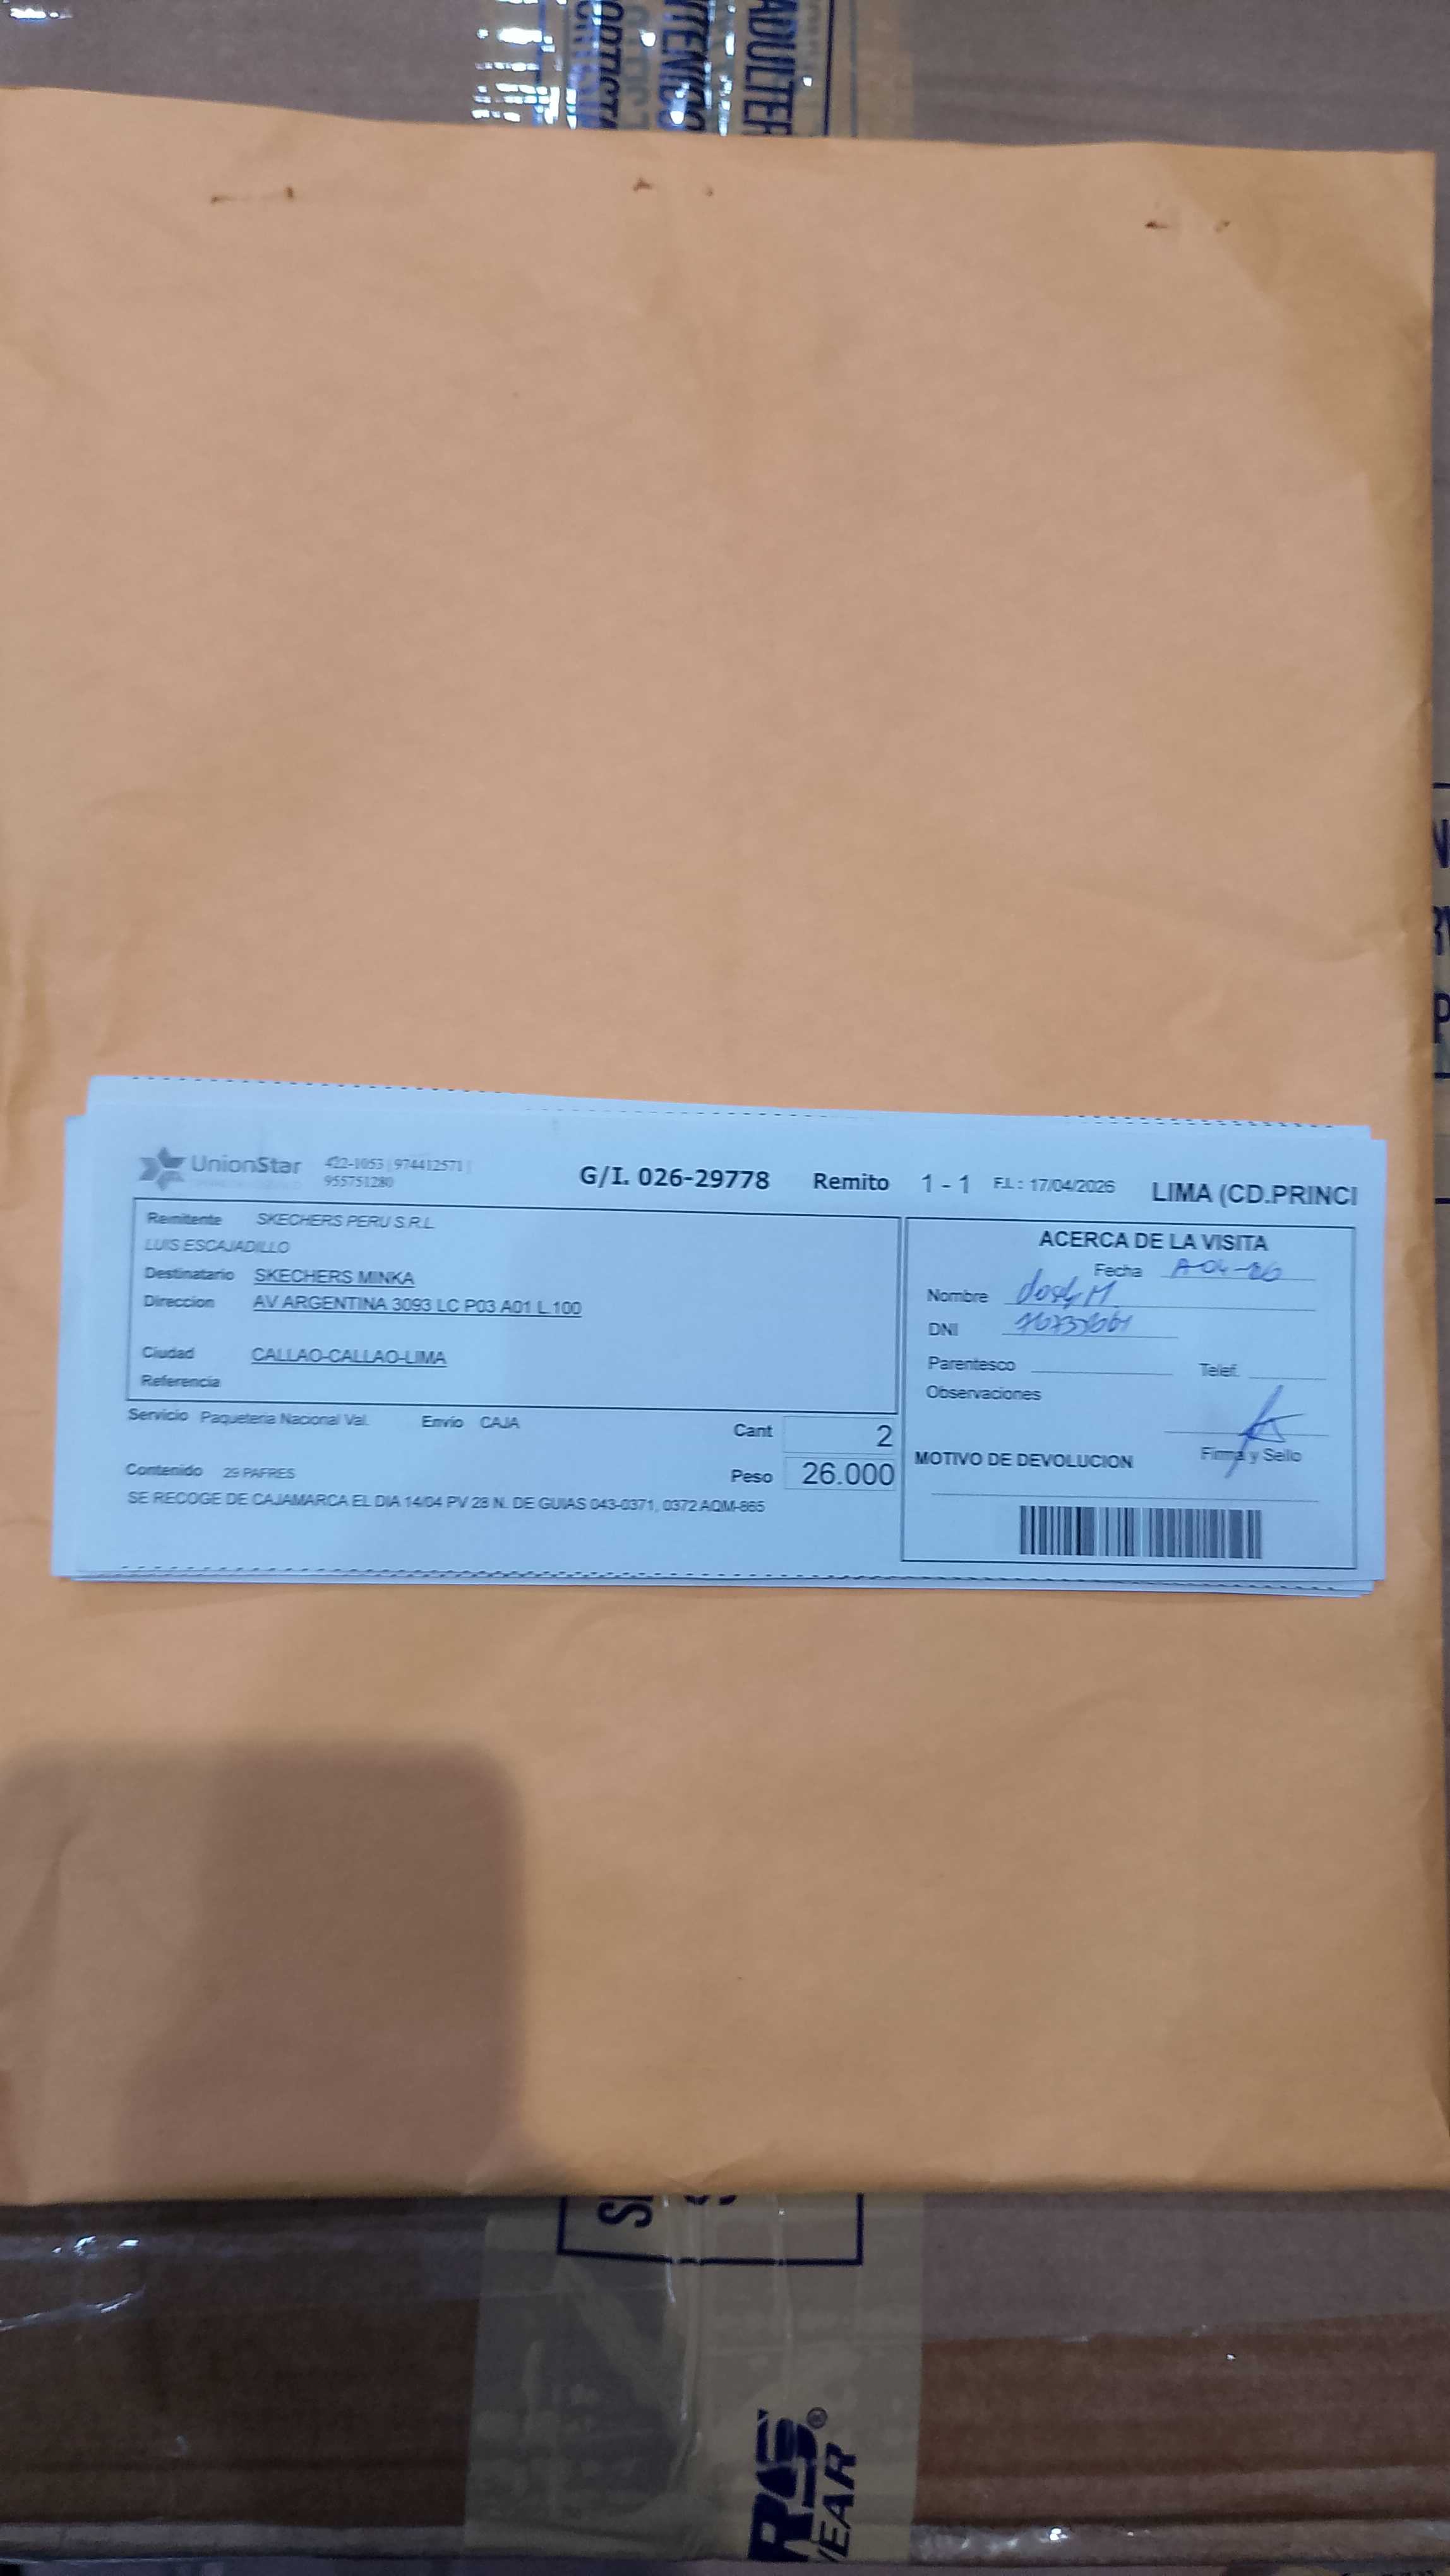 ADULTER
UnionStar 422-1053 | 974412571 |
955751280
G/I. 026-29778 Remito 1 - 1 F.I.: 17/04/2026 LIMA (CD.PRINCI
Remitente SKECHERS PERU S.R.L
LUIS ESCAJADILLO
Destinatario SKECHERS MINKA
Direccion AV ARGENTINA 3093 LC P03 A01 L.100
Ciudad CALLAO-CALLAO-LIMA
Referencia
Servicio Paqueteria Nacional Val. Envío CAJA
Cant 2
Contenido 29 PAFRES
Peso 26.000
SE RECOGE DE CAJAMARCA EL DIA 14/04 PV 28 N. DE GUIAS 043-0371, 0372 AQM-865
ACERCA DE LA VISITA
Fecha
Nombre
DNI
Parentesco Telef.
Observaciones
Firma y Sello
MOTIVO DE DEVOLUCION